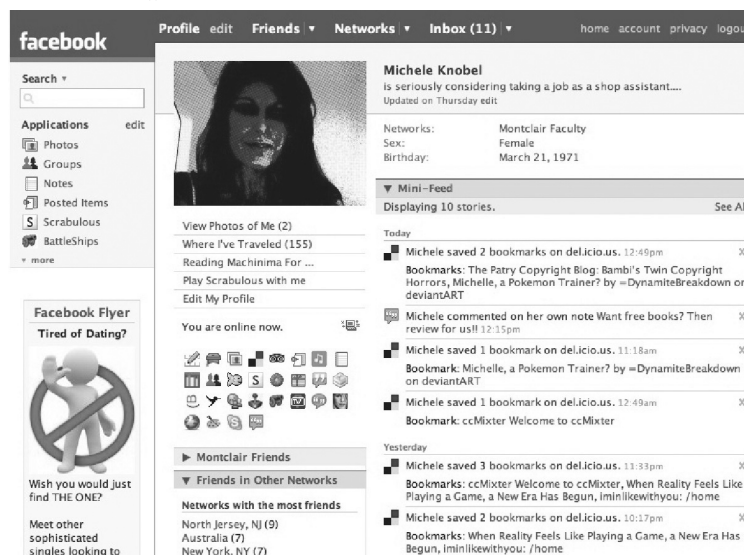 facebook
Profile edit Friends ▾ Networks ▾ Inbox (11) ▾ home account privacy
Search ▾
Applications edit
Photos
Groups
Notes
Posted Items
Scrabulous
BattleShips
▾ more
Facebook Flyer
Tired of Dating?
Wish you would just
find THE ONE?
Meet other
sophisticated
singles looking to
View Photos of Me (2)
Where I've Traveled (155)
Reading Machinima For ...
Play Scrabulous with me
Edit My Profile
You are online now.
▶ Montclair Friends
▼ Friends in Other Networks
Networks with the most friends
North Jersey, NJ (9)
Australia (7)
New York, NY (7)
Michele Knobel
is seriously considering taking a job as a shop assistant....
Updated on Thursday edit
Networks: Montclair Faculty
Sex: Female
Birthday: March 21, 1971
▼ Mini-Feed
Displaying 10 stories. See
Today
Michele saved 2 bookmarks on del.icio.us. 12:49pm
Bookmarks: The Patry Copyright Blog: Bambi's Twin Copyright
Horrors, Michelle, a Pokemon Trainer? by =DynamiteBreakdown on
deviantART
Michele commented on her own note Want free books? Then
review for us!! 12:15pm
Michele saved 1 bookmark on del.icio.us. 11:18am
Bookmark: Michelle, a Pokemon Trainer? by =DynamiteBreakdown
on deviantART
Michele saved 1 bookmark on del.icio.us. 12:49am
Bookmark: ccMixter Welcome to ccMixter
Yesterday
Michele saved 3 bookmarks on del.icio.us. 11:33pm
Bookmarks: ccMixter Welcome to ccMixter, When Reality Feels Like
Playing a Game, a New Era Has Begun, iminlikewithyou: /home
Michele saved 2 bookmarks on del.icio.us. 10:17pm
Bookmarks: When Reality Feels Like Playing a Game, a New Era Has
Begun, iminlikewithyou: /home